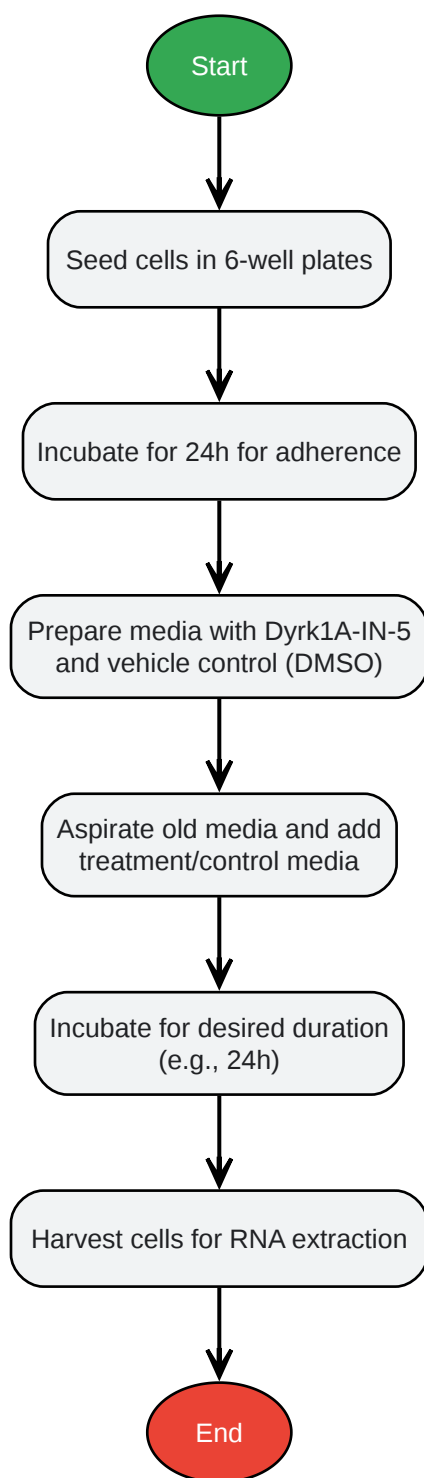 Start
Seed cells in 6-well plates
Incubate for 24h for adherence
Prepare media with Dyrk1A-IN-5
and vehicle control (DMSO)
Aspirate old media and add
treatment/control media
Incubate for desired duration
(e.g., 24h)
Harvest cells for RNA extraction
End